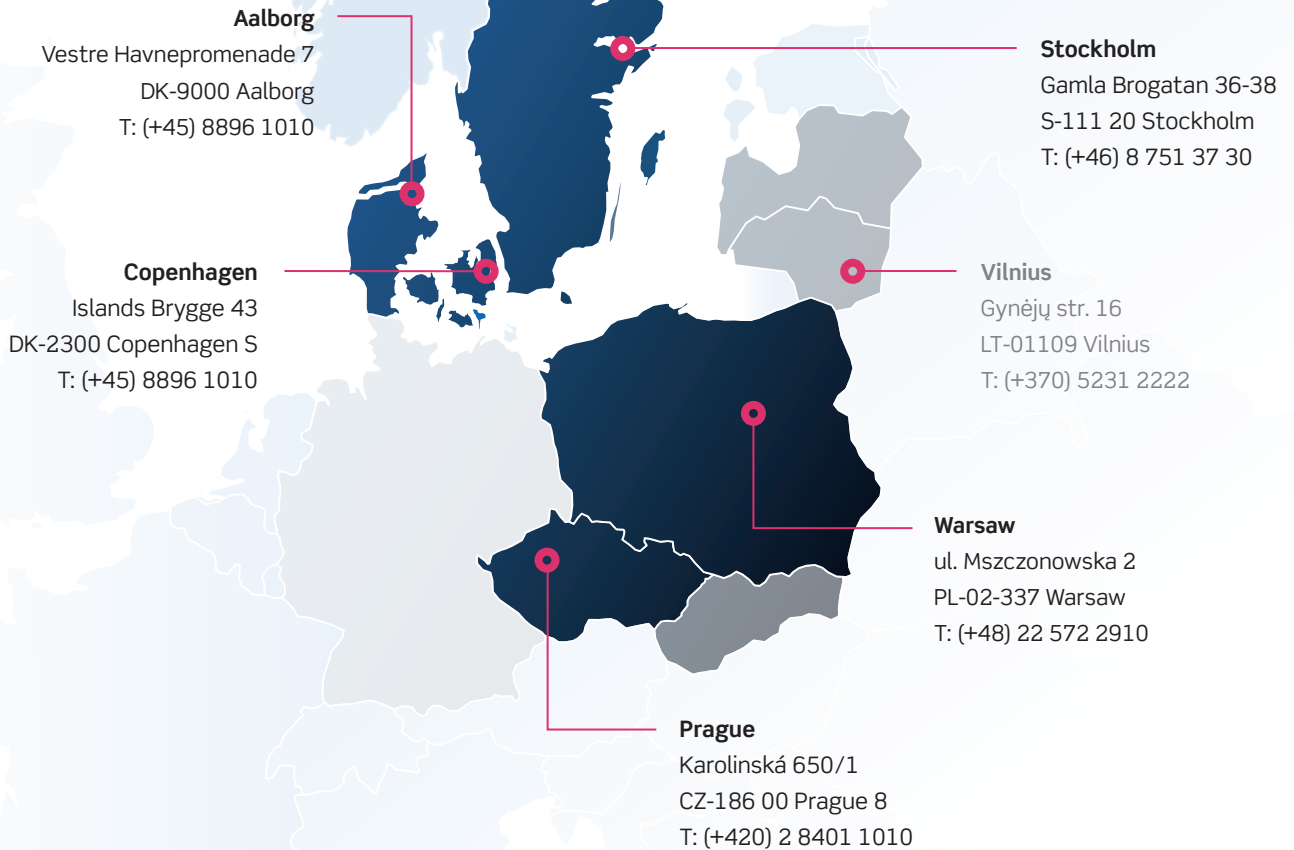 Aalborg
Vestre Havnepromenade 7
DK-9000 Aalborg
T: (+45) 8896 1010
Stockholm
Gamla Brogatan 36-38
S-111 20 Stockholm
T: (+46) 8 751 37 30
Copenhagen
Islands Brygge 43
DK-2300 Copenhagen S
T: (+45) 8896 1010
Vilnius
Gynėjų str. 16
LT-01109 Vilnius
T: (+370) 5231 2222
Warsaw
ul. Mszczonowska 2
PL-02-337 Warsaw
T: (+48) 22 572 2910
Prague
Karolinská 650/1
CZ-186 00 Prague 8
T: (+420) 2 8401 1010